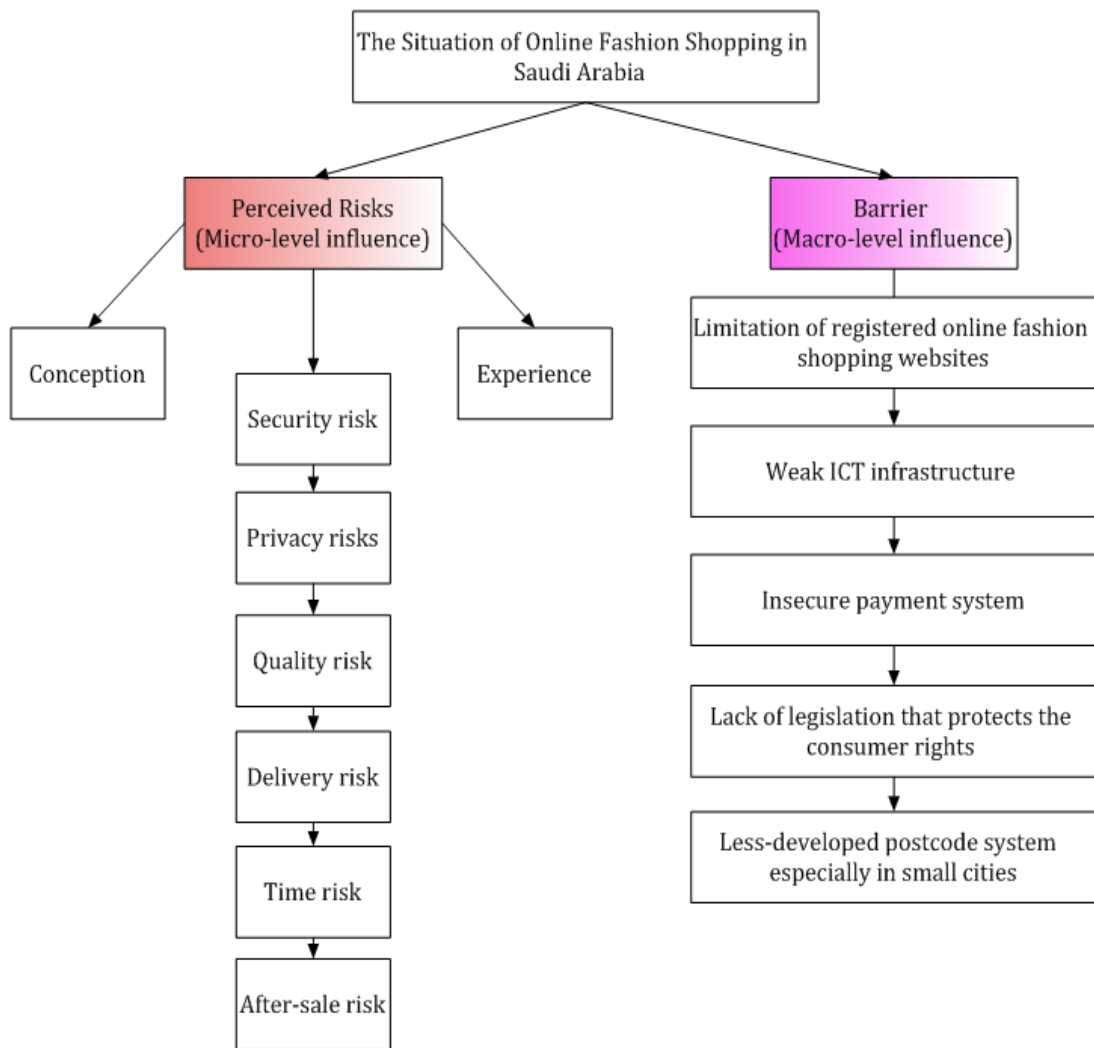 The Situation of Online Fashion Shopping in
Saudi Arabia
Perceived Risks
(Micro-level influence)
Barrier
(Macro-level influence)
Conception
Experience
Security risk
Privacy risks
Quality risk
Delivery risk
Time risk
After-sale risk
Limitation of registered online fashion
shopping websites
Weak ICT infrastructure
Insecure payment system
Lack of legislation that protects the
consumer rights
Less-developed postcode system
especially in small cities